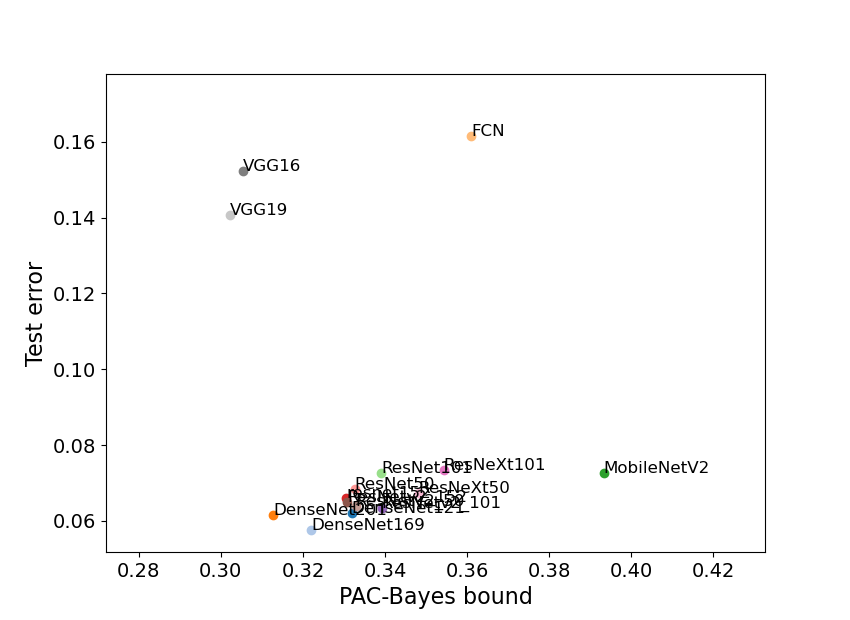 0.16
0.14
0.12
0.10
0.08
0.06
Test error
FCN
VGG16
VGG19
ResNet101
ResNeXt101
MobileNetV2
ResNet50
ResNeXt50
DenseNet201
DenseNet121
DenseNet169
0.28
0.30
0.32
0.34
0.36
0.38
0.40
0.42
PAC-Bayes bound